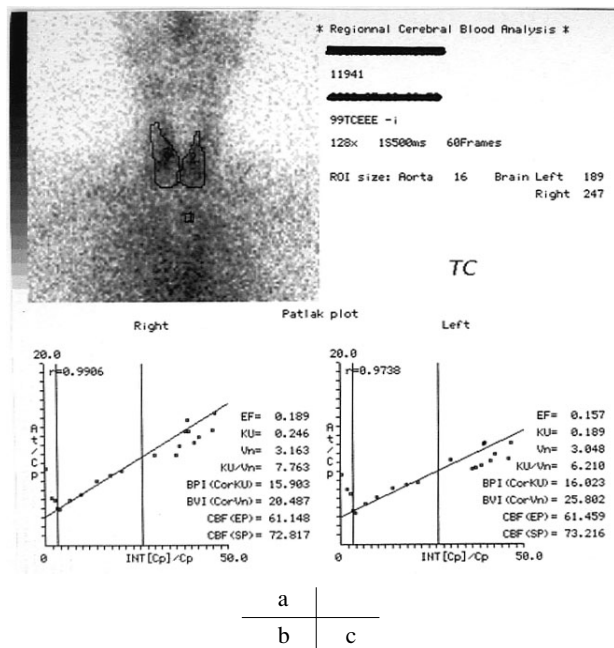 * Regionnal Cerebral Blood Analysis *
11941
99TCEEE -i
128x 1S500ms 60Frames
ROI size: Aorta 16 Brain Left 189
Right 247
TC
Patlak plot
Right
Left
20.0
r=0.9906
At/Cp
EF= 0.189
KU= 0.246
Vn= 3.163
KU/Vn= 7.763
BPI(CorKU)= 15.903
BVI(CorVn)= 20.487
CBF(EP)= 61.148
CBF(SP)= 72.817
0 INT[Cp]/Cp 50.0
20.0
r=0.9738
At/Cp
EF= 0.157
KU= 0.189
Vn= 3.048
KU/Vn= 6.210
BPI(CorKU)= 16.023
BVI(CorVn)= 25.802
CBF(EP)= 61.459
CBF(SP)= 73.216
0 INT[Cp]/Cp 50.0
a
b c